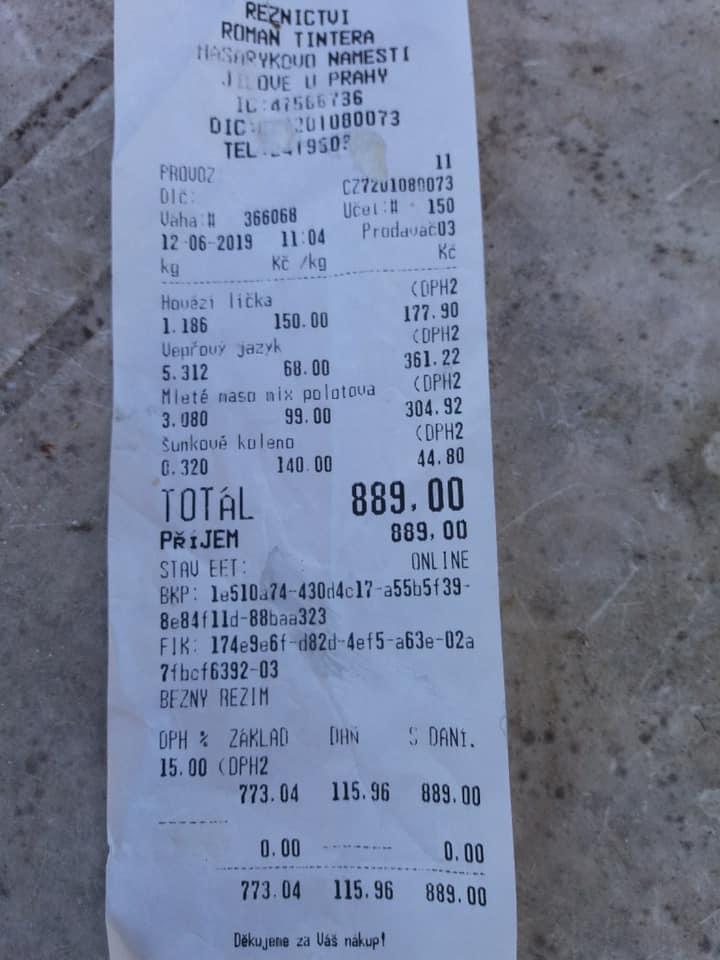 ŘEZNICTVI
ROMAN TINTERA
MASARYKOVO NAMESTI
JILOVE U PRAHY
IC:47566736
DIC: 201080073
TEL
PROVOZ 11
DIč: CZ7201080073
Váha:# 366068 Účet:# 150
12-06-2019 11:04 Prodavač03
kg Kč /kg Kč
Hovězí líčka (DPH2
1.186 150.00 177.90
Vepřový jazyk (DPH2
5.312 68.00 361.22
Mleté maso mix polotova (DPH2
3.080 99.00 304.92
Šunkové koleno (DPH2
0.320 140.00 44.80
TOTÁL 889,00
PříJEM 889,00
STAV EET: ONLINE
BKP: 1e510a74-430d4c17-a55b5f39-
8e84f11d-88baa323
FIK: 174e9e6f-d82d-4ef5-a63e-02a
7fbcf6392-03
BEZNY REZIM
DPH % ZÁKLAD DAŇ S DANí.
15.00 (DPH2
773.04 115.96 889.00
0.00 0.00
773.04 115.96 889.00
Děkujeme za Váš nákup!